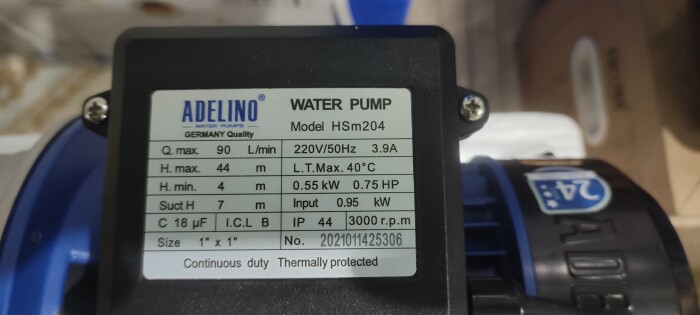 ADELINO®
WATER PUMPS
GERMANY Quality
WATER PUMP
Model HSm204
Q. max. 90 L/min
220V/50Hz 3.9A
H. max. 44 m
L.T.Max. 40°C
H. min. 4 m
0.55 kW 0.75 HP
Suct H 7 m
Input 0.95 kW
C 18 µF I.C.L B
IP 44 3000 r.p.m
Size 1" x 1"
No. 2021011425306
Continuous duty Thermally protected
24